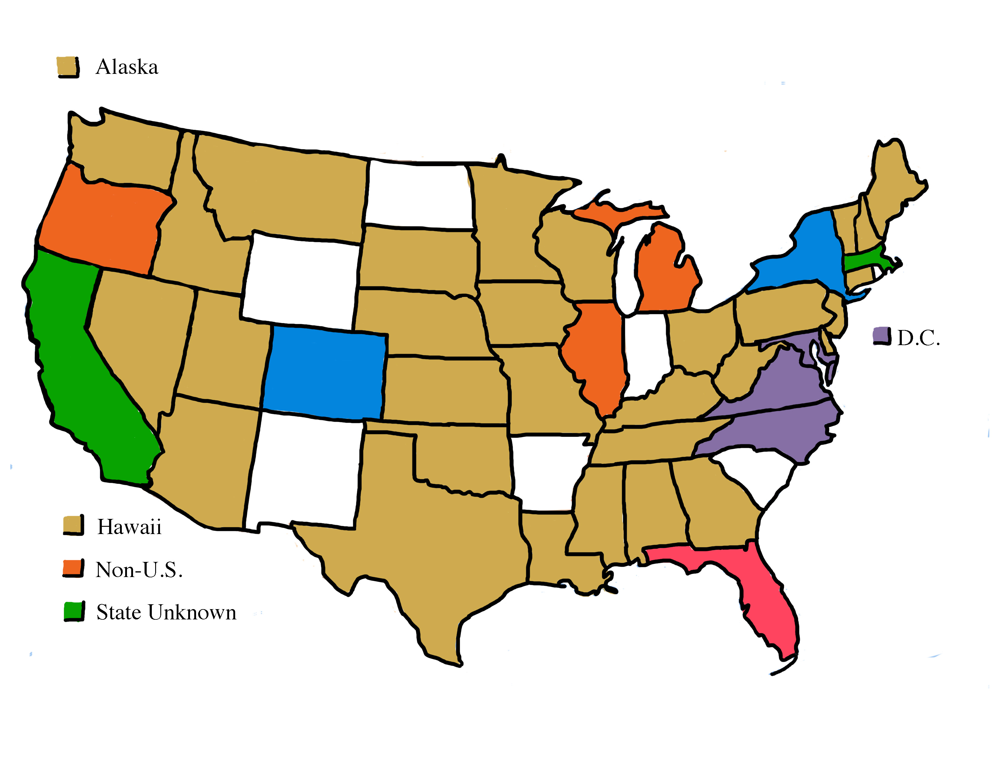 Alaska
D.C.
Hawaii
Non-U.S.
State Unknown